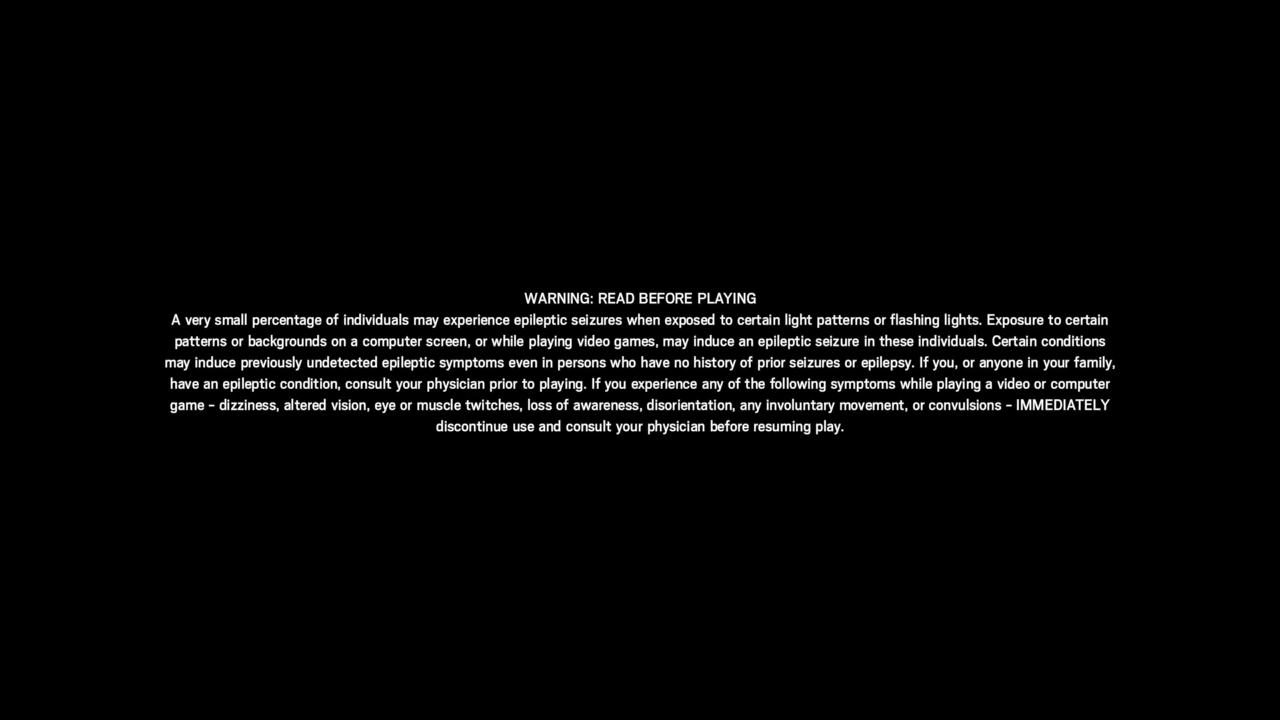 WARNING: READ BEFORE PLAYING
A very small percentage of individuals may experience epileptic seizures when exposed to certain light patterns or flashing lights. Exposure to certain
patterns or backgrounds on a computer screen, or while playing video games, may induce an epileptic seizure in these individuals. Certain conditions
may induce previously undetected epileptic symptoms even in persons who have no history of prior seizures or epilepsy. If you, or anyone in your family,
have an epileptic condition, consult your physician prior to playing. If you experience any of the following symptoms while playing a video or computer
game – dizziness, altered vision, eye or muscle twitches, loss of awareness, disorientation, any involuntary movement, or convulsions – IMMEDIATELY
discontinue use and consult your physician before resuming play.